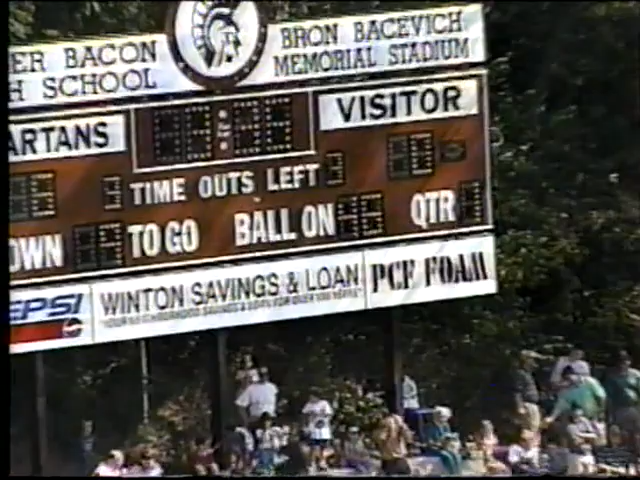 ER BACON
H SCHOOL
BRON BACEVICH
MEMORIAL STADIUM
ARTANS
VISITOR
TIME OUTS LEFT
OWN
TO GO
BALL ON
QTR
EPSI
WINTON SAVINGS & LOAN
PCF FOAM